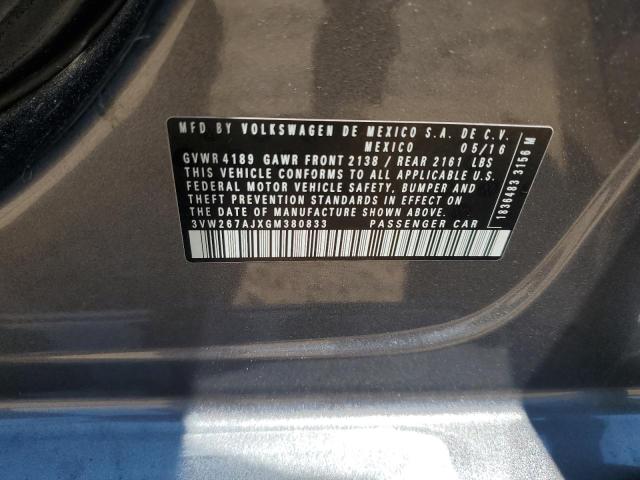 MFD BY VOLKSWAGEN DE MEXICO S.A. DE C.V.
MEXICO 05/16
GVWR 4189 GAWR FRONT 2138 / REAR 2161 LBS
THIS VEHICLE CONFORMS TO ALL APPLICABLE U.S.
FEDERAL MOTOR VEHICLE SAFETY, BUMPER AND
THEFT PREVENTION STANDARDS IN EFFECT ON
THE DATE OF MANUFACTURE SHOWN ABOVE.
3VW267AJXGM380833 PASSENGER CAR
1836483 3156 M